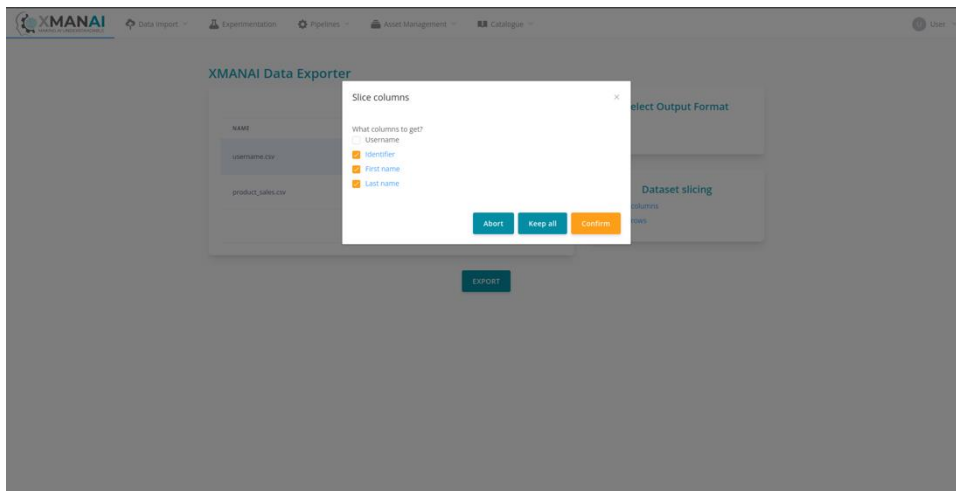 XMANAI
Data Import
Experimentation
Pipelines
Asset Management
Catalogue
User
XMANAI Data Exporter
Slice columns
×
elect Output Format
What columns to get?
Username
Identifier
First name
Last name
NAME
username.csv
product_sales.csv
Dataset slicing
columns
rows
Abort
Keep all
Confirm
EXPORT